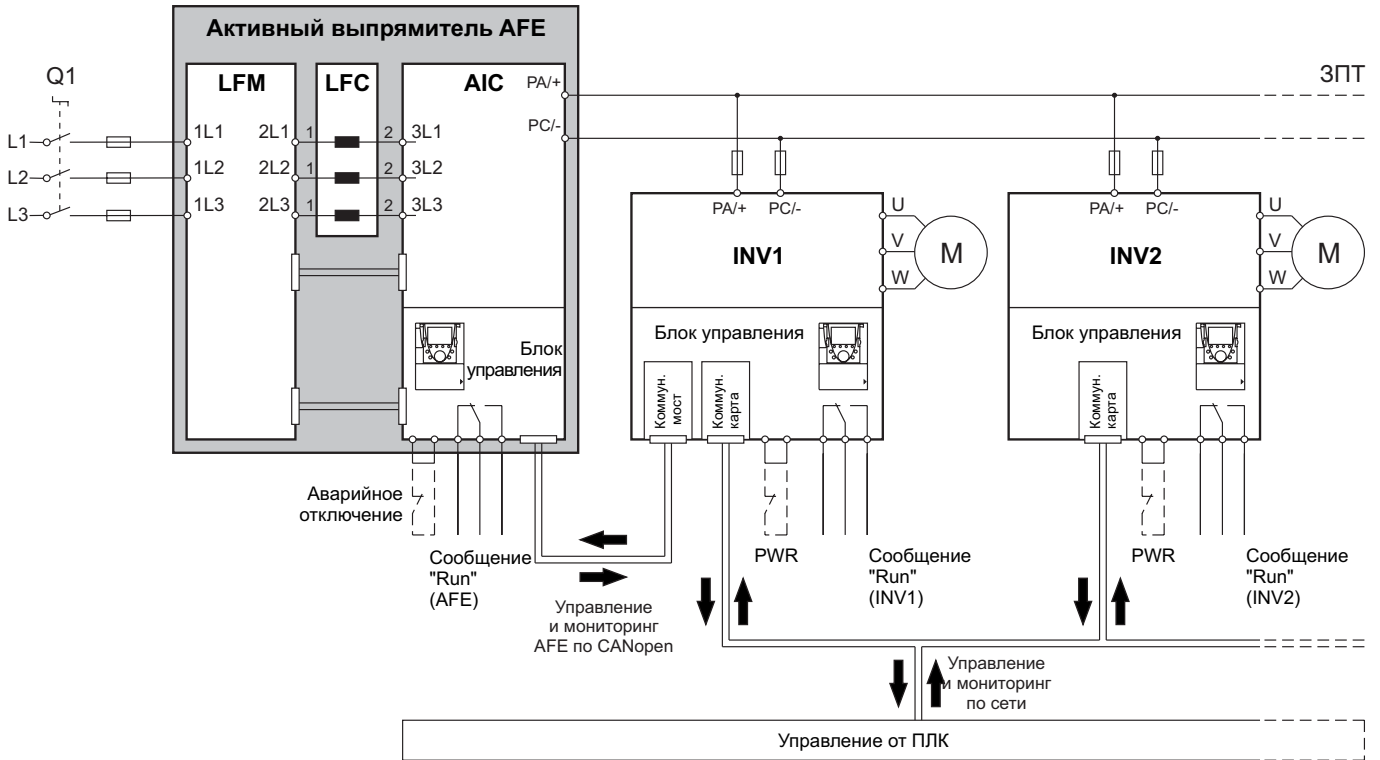 Активный выпрямитель AFE
Q1
LFM
LFC
AIC
PA/+
PC/-
ЗПТ
L1
1L1
2L1
1
2
3L1
L2
1L2
2L2
1
2
3L2
L3
1L3
2L3
1
2
3L3
PA/+
PC/-
U
V
W
INV1
M
PA/+
PC/-
U
V
W
INV2
M
Блок
управления
Блок управления
Коммун.
мост
Коммун.
карта
Блок управления
Коммун.
карта
Аварийное
отключение
Сообщение
"Run"
(AFE)
PWR
Сообщение
"Run"
(INV1)
PWR
Сообщение
"Run"
(INV2)
Управление
и мониторинг
AFE по CANopen
Управление
и мониторинг
по сети
Управление от ПЛК